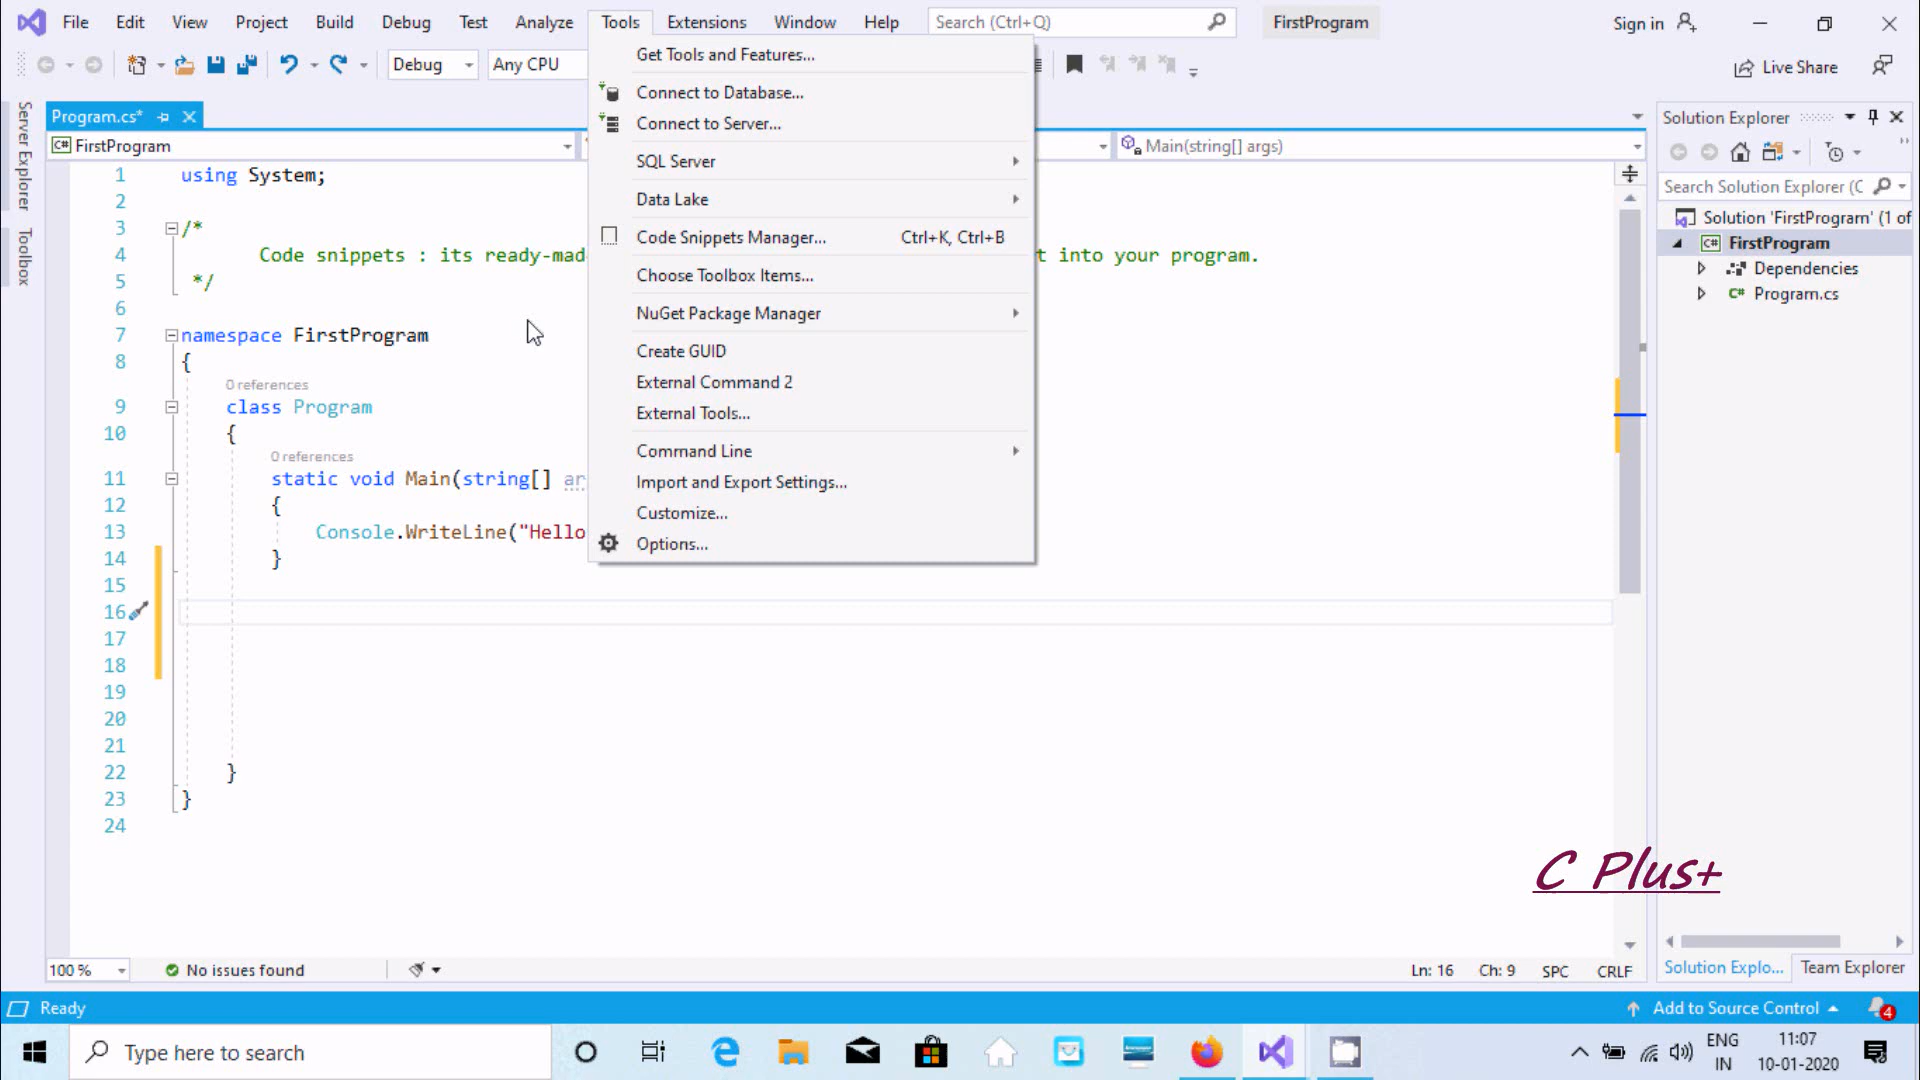 File Edit View Project Build Debug Test Analyze Tools Extensions Window Help Search (Ctrl+Q) FirstProgram Sign in
Debug Any CPU Live Share
Get Tools and Features...
Connect to Database...
Connect to Server...
SQL Server
Data Lake
Code Snippets Manager... Ctrl+K, Ctrl+B
Choose Toolbox Items...
NuGet Package Manager
Create GUID
External Command 2
External Tools...
Command Line
Import and Export Settings...
Customize...
Options...
Server Explorer
Toolbox
Program.cs*
C# FirstProgram
Main(string[] args)
1 using System;
2
3 /*
4 Code snippets : its ready-mad
t into your program.
5 */
6
7 namespace FirstProgram
8 {
0 references
9 class Program
10 {
0 references
11 static void Main(string[] ar
12 {
13 Console.WriteLine("Hello
14 }
15
16
17
18
19
20
21
22 }
23 }
24
C Plus+
100 % No issues found Ln: 16 Ch: 9 SPC CRLF
Solution Explorer
Search Solution Explorer (C
Solution 'FirstProgram' (1 of
C# FirstProgram
Dependencies
C# Program.cs
Solution Explo... Team Explorer
Ready Add to Source Control 4
Type here to search
ENG
IN
11:07
10-01-2020